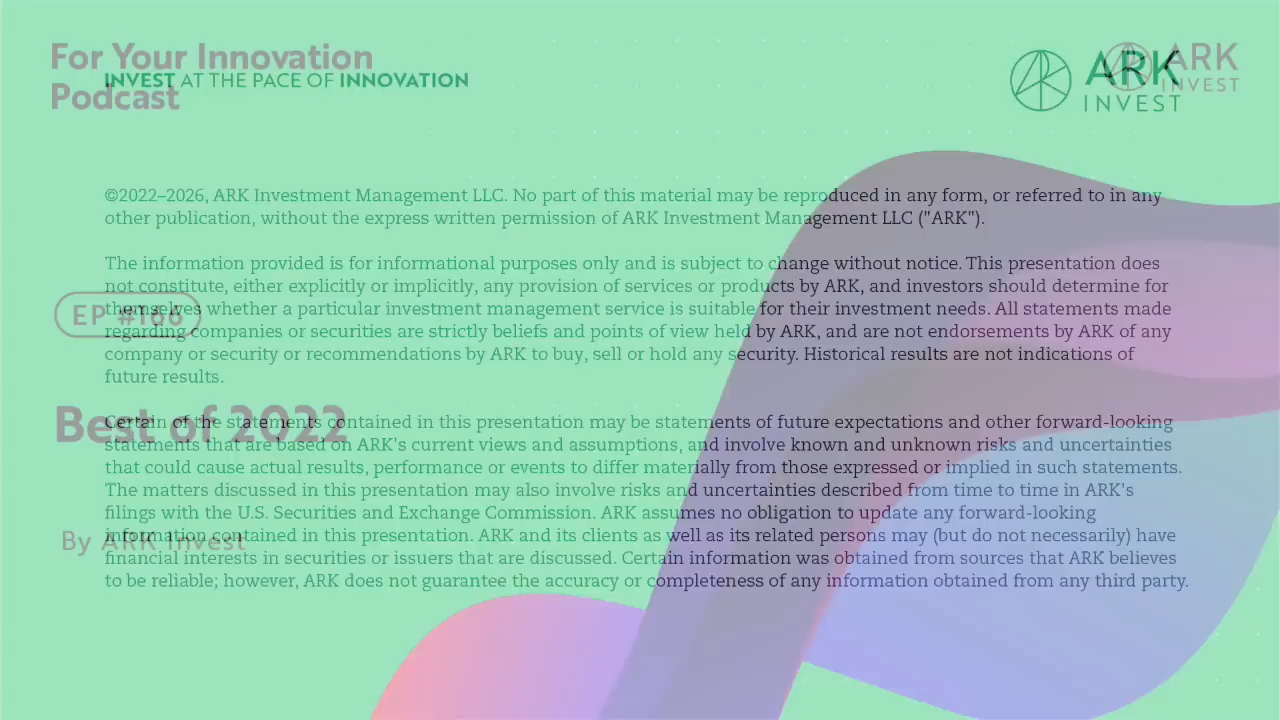 For Your Innovation
Podcast
INVEST AT THE PACE OF INNOVATION
ARK
INVEST
ARK
INVEST
©2022–2026, ARK Investment Management LLC. No part of this material may be reproduced in any form, or referred to in any
other publication, without the express written permission of ARK Investment Management LLC ("ARK").
The information provided is for informational purposes only and is subject to change without notice. This presentation does
not constitute, either explicitly or implicitly, any provision of services or products by ARK, and investors should determine for
themselves whether a particular investment management service is suitable for their investment needs. All statements made
regarding companies or securities are strictly beliefs and points of view held by ARK, and are not endorsements by ARK of any
company or security or recommendations by ARK to buy, sell or hold any security. Historical results are not indications of
future results.
EP #166
Best of 2022
Certain of the statements contained in this presentation may be statements of future expectations and other forward-looking
statements that are based on ARK's current views and assumptions, and involve known and unknown risks and uncertainties
that could cause actual results, performance or events to differ materially from those expressed or implied in such statements.
The matters discussed in this presentation may also involve risks and uncertainties described from time to time in ARK's
filings with the U.S. Securities and Exchange Commission. ARK assumes no obligation to update any forward-looking
information contained in this presentation. ARK and its clients as well as its related persons may (but do not necessarily) have
financial interests in securities or issuers that are discussed. Certain information was obtained from sources that ARK believes
to be reliable; however, ARK does not guarantee the accuracy or completeness of any information obtained from any third party.
By ARK Invest